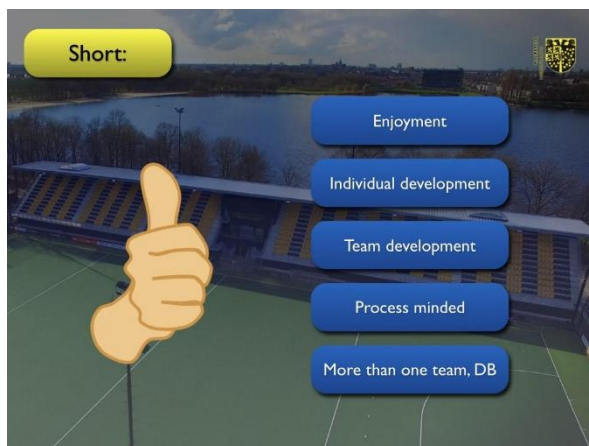 Short:
Enjoyment
Individual development
Team development
Process minded
More than one team, DB